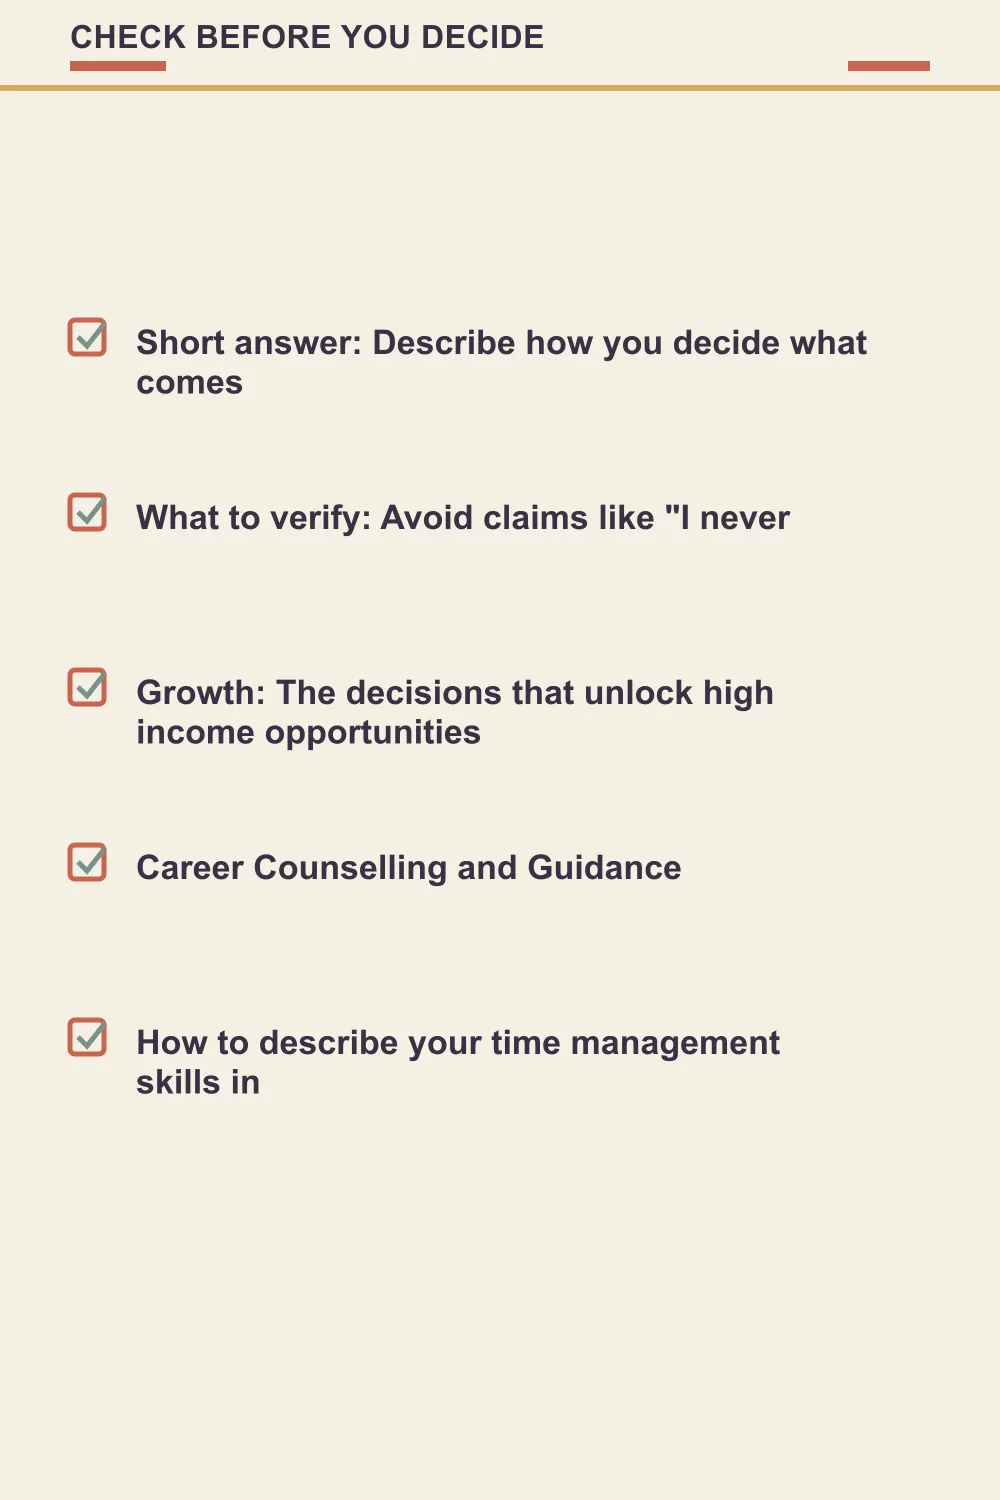 CHECK BEFORE YOU DECIDE
Short answer: Describe how you decide what
comes
What to verify: Avoid claims like "I never
Growth: The decisions that unlock high
income opportunities
Career Counselling and Guidance
How to describe your time management
skills in